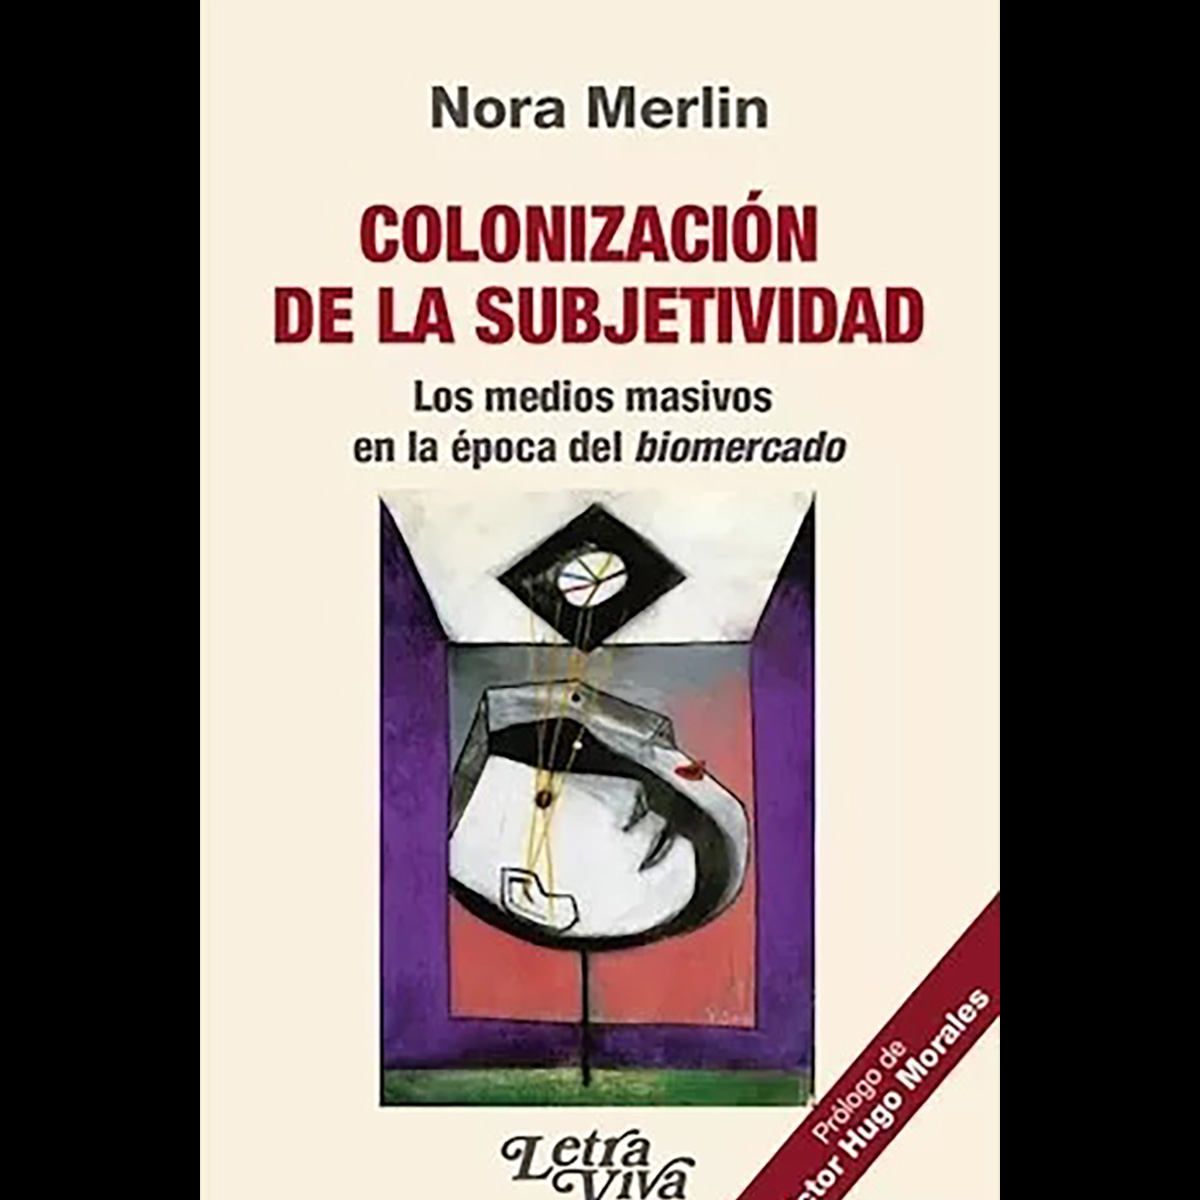 Nora Merlin
COLONIZACIÓN
DE LA SUBJETIVIDAD
Los medios masivos
en la época del biomercado
Prólogo de
Hugo Morales
Letra
Viva